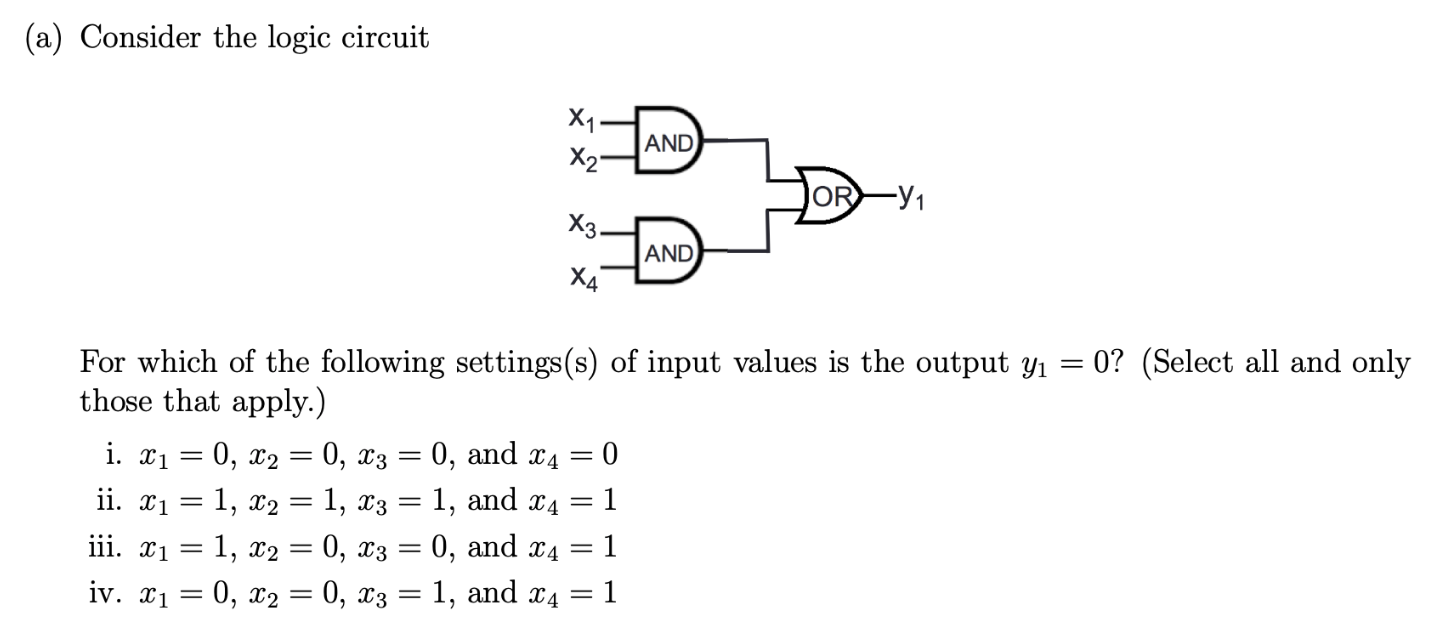 (a) Consider the logic circuit
x₁
AND
x₂
OR
y₁
x₃
AND
x₄
For which of the following settings(s) of input values is the output y₁ = 0? (Select all and only
those that apply.)
i. x₁ = 0, x₂ = 0, x₃ = 0, and x₄ = 0
ii. x₁ = 1, x₂ = 1, x₃ = 1, and x₄ = 1
iii. x₁ = 1, x₂ = 0, x₃ = 0, and x₄ = 1
iv. x₁ = 0, x₂ = 0, x₃ = 1, and x₄ = 1